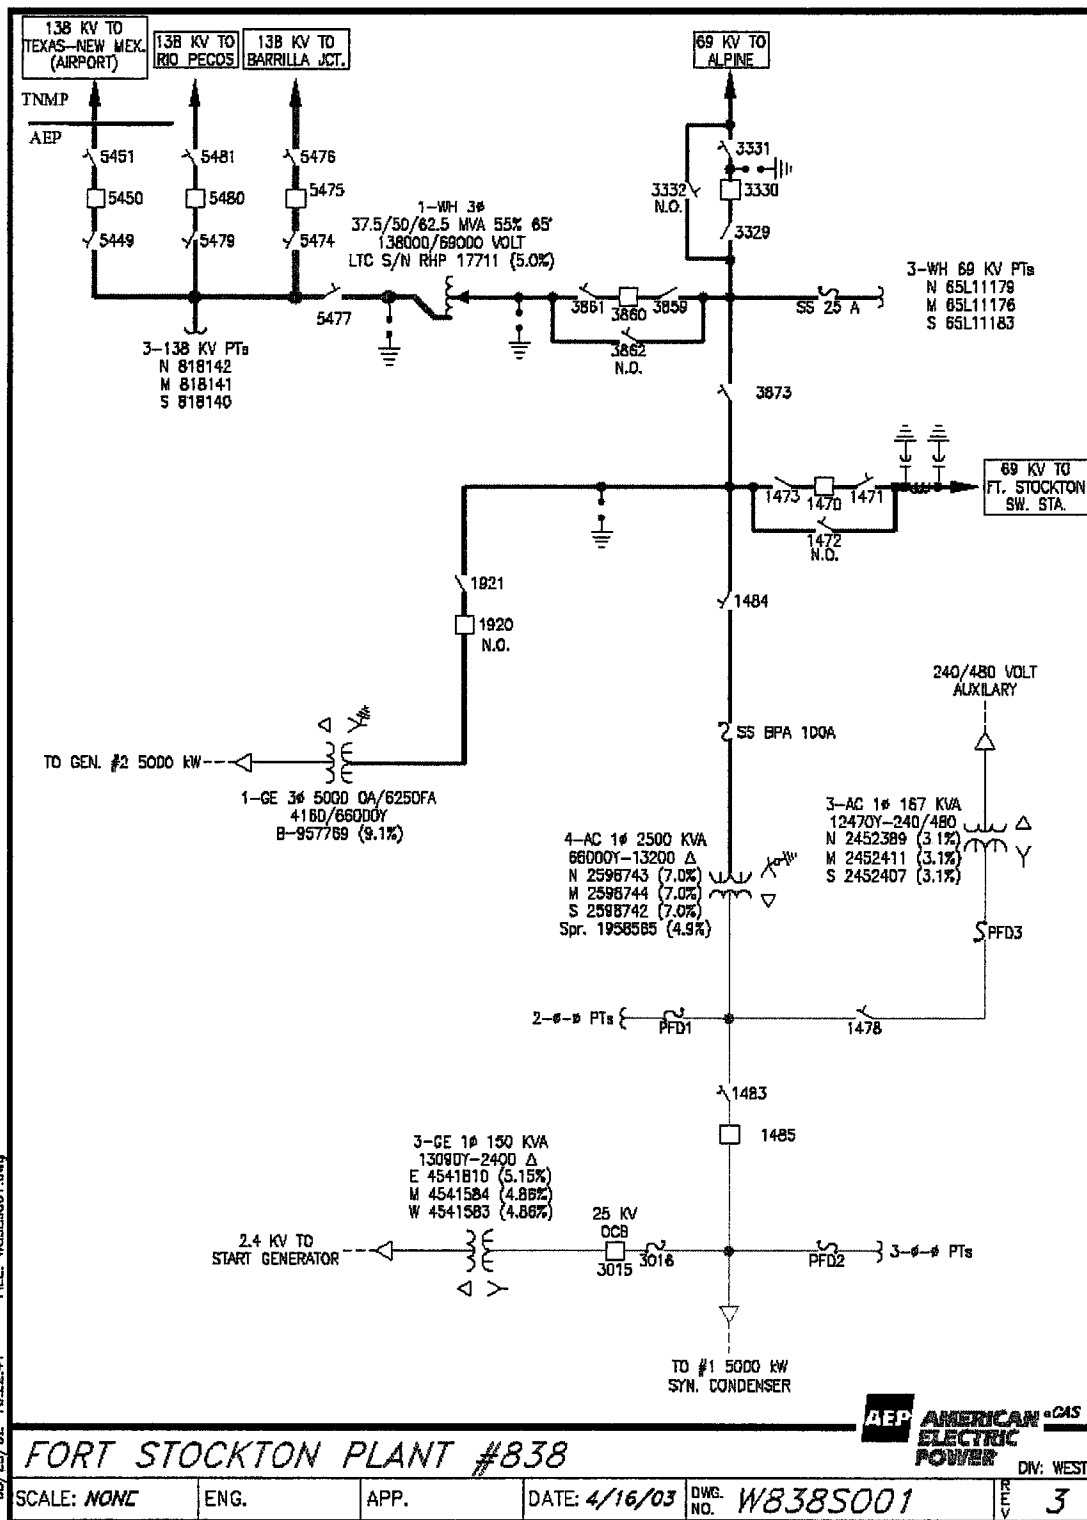 138 KV TO
TEXAS-NEW MEX.
(AIRPORT)
138 KV TO
RIO PECOS
138 KV TO
BARRILLA JCT.
69 KV TO
ALPINE
TNMP
AEP
5451
5481
5476
5450
5480
5475
5449
5479
5474
3331
3332
N.O.
3330
3329
1-WH 3ø
37.5/50/62.5 MVA 55% 65°
138000/69000 VOLT
LTC S/N RHP 17711 (5.0%)
3-WH 69 KV PTs
N 65L11179
M 65L11176
S 65L11183
5477
3861
3860
3859
SS 25 A
3862
N.O.
3-138 KV PTs
N 818142
M 818141
S 818140
3873
69 KV TO
FT. STOCKTON
SW. STA.
1473
1470
1471
1472
N.O.
1921
1920
N.O.
1484
240/480 VOLT
AUXILARY
SS BPA 100A
TO GEN. #2 5000 kW
1-GE 3ø 5000 OA/6250FA
4160/66000Y
B-957769 (9.1%)
3-AC 1ø 167 KVA
12470Y-240/480
N 2452389 (3.1%)
M 2452411 (3.1%)
S 2452407 (3.1%)
4-AC 1ø 2500 KVA
66000Y-13200 Δ
N 2598743 (7.0%)
M 2598744 (7.0%)
S 2598742 (7.0%)
Spr. 1958565 (4.9%)
PFD3
2-ø-ø PTs
PFD1
1478
1483
1485
3-GE 1ø 150 KVA
13090Y-2400 Δ
E 4541810 (5.15%)
M 4541584 (4.86%)
W 4541583 (4.86%)
25 KV
OCB
2.4 KV TO
START GENERATOR
3015
3016
PFD2
3-ø-ø PTs
TO #1 5000 kW
SYN. CONDENSER
AEP AMERICAN
ELECTRIC
POWER
FORT STOCKTON PLANT #838
DIV: WEST
SCALE: NONE
ENG.
APP.
DATE: 4/16/03
DWG. NO. W838S001
REV 3